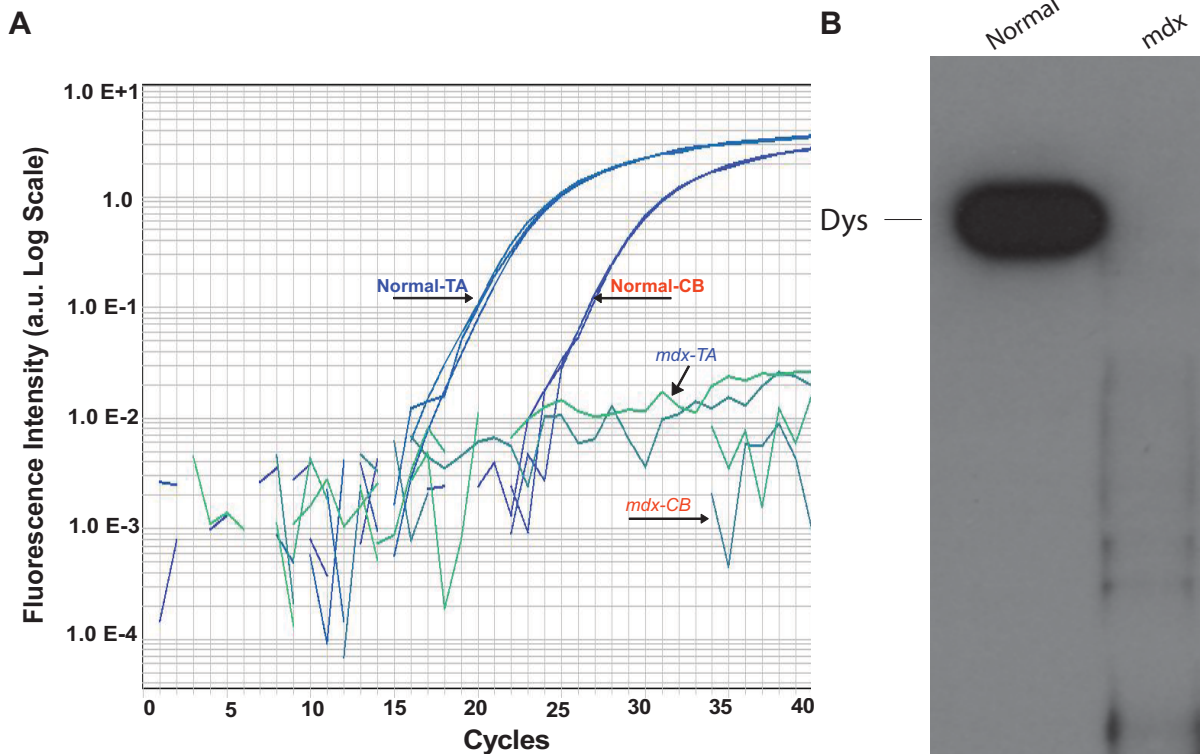 A
Fluorescence Intensity (a.u. Log Scale)
1.0 E+1
1.0
1.0 E-1
1.0 E-2
1.0 E-3
1.0 E-4
Normal-TA
Normal-CB
mdx-TA
mdx-CB
0 5 10 15 20 25 30 35 40
Cycles
B
Normal
mdx
Dys